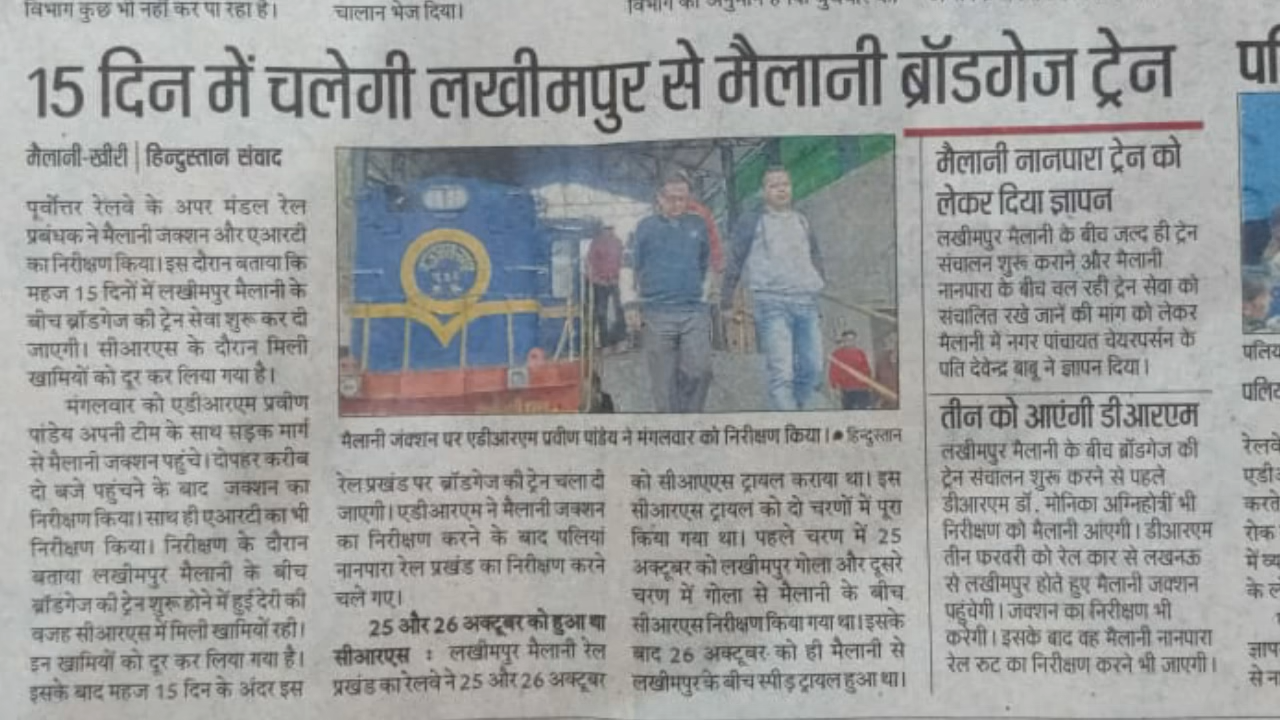 विभाग कुछ भी नहीं कर पा रहा है।
चालान भेज दिया।
15 दिन में चलेगी लखीमपुर से मैलानी ब्रॉडगेज ट्रेन
मैलानी-खीरी | हिन्दुस्तान संवाद
पूर्वोत्तर रेलवे के अपर मंडल रेल
प्रबंधक ने मैलानी जंक्शन और एआरटी
का निरीक्षण किया। इस दौरान बताया कि
महज 15 दिनों में लखीमपुर मैलानी के
बीच ब्रॉडगेज की ट्रेन सेवा शुरू कर दी
जाएगी। सीआरएस के दौरान मिली
खामियों को दूर कर लिया गया है।
मंगलवार को एडीआरएम प्रवीण
पांडेय अपनी टीम के साथ सड़क मार्ग
से मैलानी जंक्शन पहुंचे। दोपहर करीब
दो बजे पहुंचने के बाद जंक्शन का
निरीक्षण किया। साथ ही एआरटी का भी
निरीक्षण किया। निरीक्षण के दौरान
बताया लखीमपुर मैलानी के बीच
ब्रॉडगेज की ट्रेन शुरू होने में हुई देरी की
वजह सीआरएस में मिली खामियों रही।
इन खामियों को दूर कर लिया गया है।
इसके बाद महज 15 दिन के अंदर इस
मैलानी जंक्शन पर एडीआरएम प्रवीण पांडेय ने मंगलवार को निरीक्षण किया। ● हिन्दुस्तान
रेल प्रखंड पर ब्रॉडगेज की ट्रेन चला दी
जाएगी। एडीआरएम ने मैलानी जंक्शन
का निरीक्षण करने के बाद पलियां
नानपारा रेल प्रखंड का निरीक्षण करने
चले गए।
25 और 26 अक्टूबर को हुआ था
सीआरएस : लखीमपुर मैलानी रेल
प्रखंड का रेलवे ने 25 और 26 अक्टूबर
को सीआएएस ट्रायल कराया था। इस
सीआरएस ट्रायल को दो चरणों में पूरा
किया गया था। पहले चरण में 25
अक्टूबर को लखीमपुर गोला और दूसरे
चरण में गोला से मैलानी के बीच
सीआरएस निरीक्षण किया गया था। इसके
बाद 26 अक्टूबर को ही मैलानी से
लखीमपुर के बीच स्पीड ट्रायल हुआ था।
मैलानी नानपारा ट्रेन को
लेकर दिया ज्ञापन
लखीमपुर मैलानी के बीच जल्द ही ट्रेन
संचालन शुरू कराने और मैलानी
नानपारा के बीच चल रही ट्रेन सेवा को
संचालित रखे जाने की मांग को लेकर
मैलानी में नगर पांचायत चेयरपर्सन के
पति देवेन्द्र बाबू ने ज्ञापन दिया।
तीन को आएंगी डीआरएम
लखीमपुर मैलानी के बीच ब्रॉडगेज की
ट्रेन संचालन शुरू करने से पहले
डीआरएम डॉ. मोनिका अग्निहोत्री भी
निरीक्षण को मैलानी आएंगी। डीआरएम
तीन फरवरी को रेल कार से लखनऊ
से लखीमपुर होते हुए मैलानी जंक्शन
पहुंचेगी। जंक्शन का निरीक्षण भी
करेगी। इसके बाद वह मैलानी नानपारा
रेल रुट का निरीक्षण करने भी जाएगी।